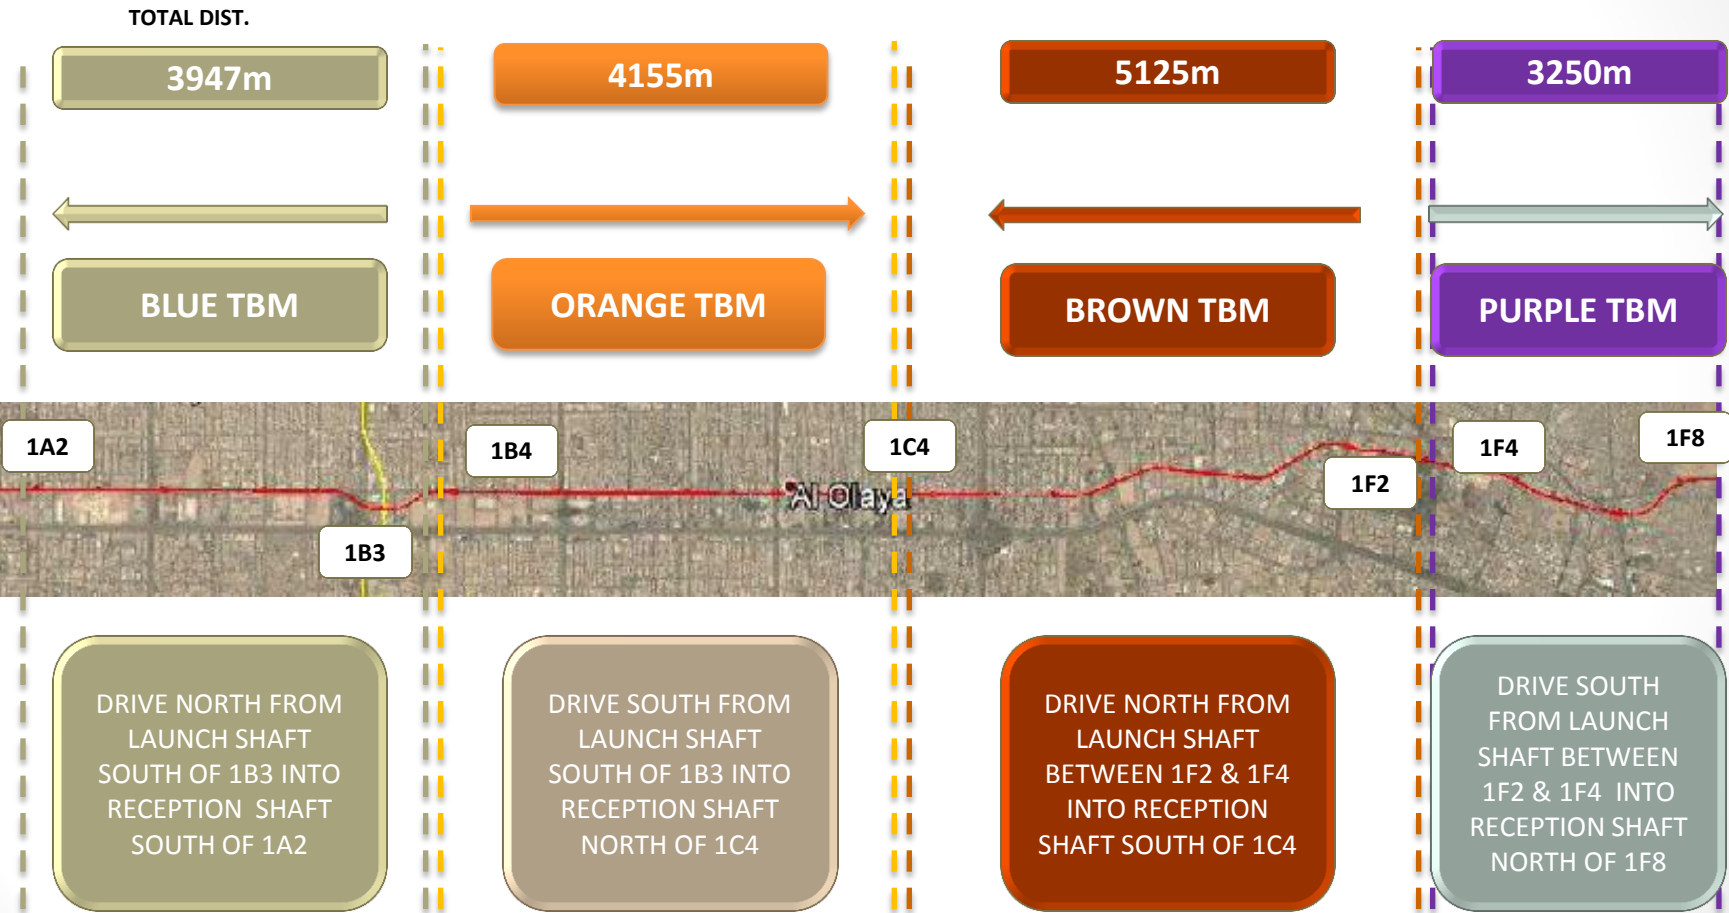 TOTAL DIST.
3947m
4155m
5125m
3250m
BLUE TBM
ORANGE TBM
BROWN TBM
PURPLE TBM
1A2
1B3
1B4
1C4
1F2
1F4
1F8
Al Olaya
DRIVE NORTH FROM
LAUNCH SHAFT
SOUTH OF 1B3 INTO
RECEPTION SHAFT
SOUTH OF 1A2
DRIVE SOUTH FROM
LAUNCH SHAFT
SOUTH OF 1B3 INTO
RECEPTION SHAFT
NORTH OF 1C4
DRIVE NORTH FROM
LAUNCH SHAFT
BETWEEN 1F2 & 1F4
INTO RECEPTION
SHAFT SOUTH OF 1C4
DRIVE SOUTH
FROM LAUNCH
SHAFT BETWEEN
1F2 & 1F4 INTO
RECEPTION SHAFT
NORTH OF 1F8